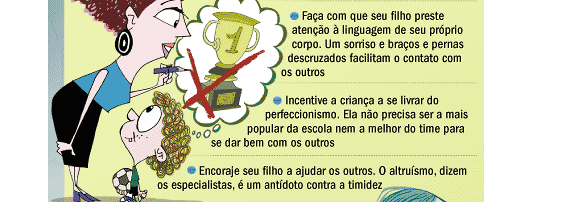 Faça com que seu filho preste
atenção à linguagem de seu próprio
corpo. Um sorriso e braços e pernas
descruzados facilitam o contato com
os outros
1
Incentive a criança a se livrar do
perfeccionismo. Ela não precisa ser a mais
popular da escola nem a melhor do time para
se dar bem com os outros
Encoraje seu filho a ajudar os outros. O altruísmo, dizem
os especialistas, é um antídoto contra a timidez